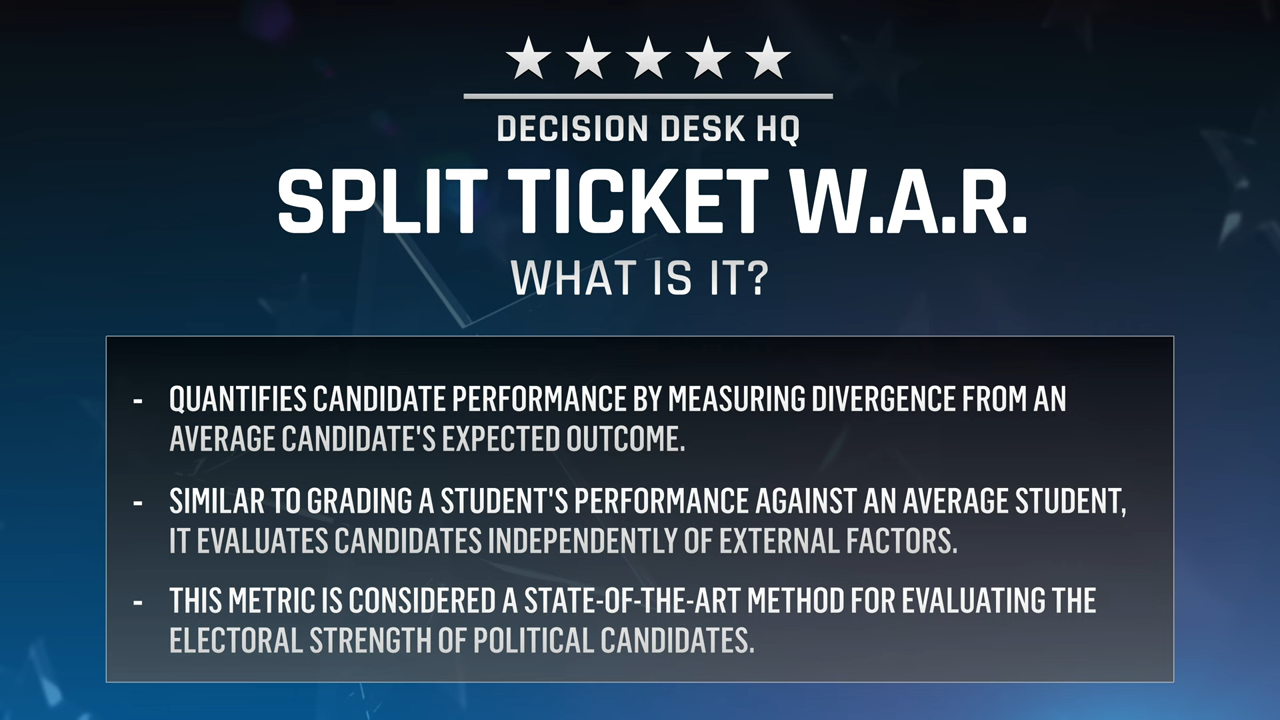 DECISION DESK HQ
SPLIT TICKET W.A.R.
WHAT IS IT?
- QUANTIFIES CANDIDATE PERFORMANCE BY MEASURING DIVERGENCE FROM AN
AVERAGE CANDIDATE'S EXPECTED OUTCOME.
- SIMILAR TO GRADING A STUDENT'S PERFORMANCE AGAINST AN AVERAGE STUDENT,
IT EVALUATES CANDIDATES INDEPENDENTLY OF EXTERNAL FACTORS.
- THIS METRIC IS CONSIDERED A STATE-OF-THE-ART METHOD FOR EVALUATING THE
ELECTORAL STRENGTH OF POLITICAL CANDIDATES.